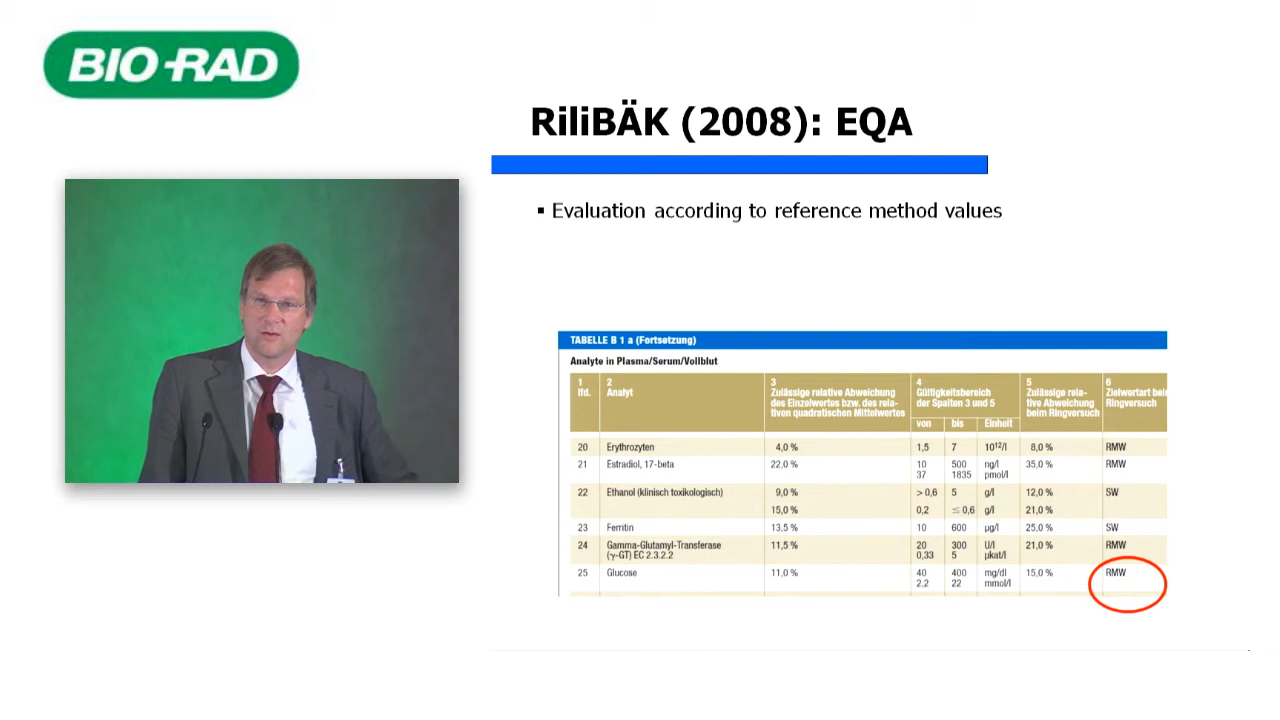 BIO-RAD
RiliBÄK (2008): EQA
▪ Evaluation according to reference method values
TABELLE B 1 a (Fortsetzung)
Analyte in Plasma/Serum/Vollblut
1 2 3 4 5 6
lfd. Analyt Zulässige relative Abweichung Gültigkeitsbereich Zulässige rela- Zielwertart bei
des Einzelwertes bzw. des rela- der Spalten 3 und 5 tive Abweichung Ringversuch
tiven quadratischen Mittelwertes beim Ringversuch
von bis Einheit
20 Erythrozyten 4,0 % 1,5 7 10¹²/l 8,0 % RMW
21 Estradiol, 17-beta 22,0 % 10 500 ng/l 35,0 % RMW
37 1835 pmol/l
22 Ethanol (klinisch toxikologisch) 9,0 % > 0,6 5 g/l 12,0 % SW
15,0 % 0,2 ≤ 0,6 g/l 21,0 %
23 Ferritin 13,5 % 10 600 µg/l 25,0 % SW
24 Gamma-Glutamyl-Transferase 11,5 % 20 300 U/l 21,0 % RMW
(γ-GT) EC 2.3.2.2 0,33 5 µkat/l
25 Glucose 11,0 % 40 400 mg/dl 15,0 % RMW
2,2 22 mmol/l